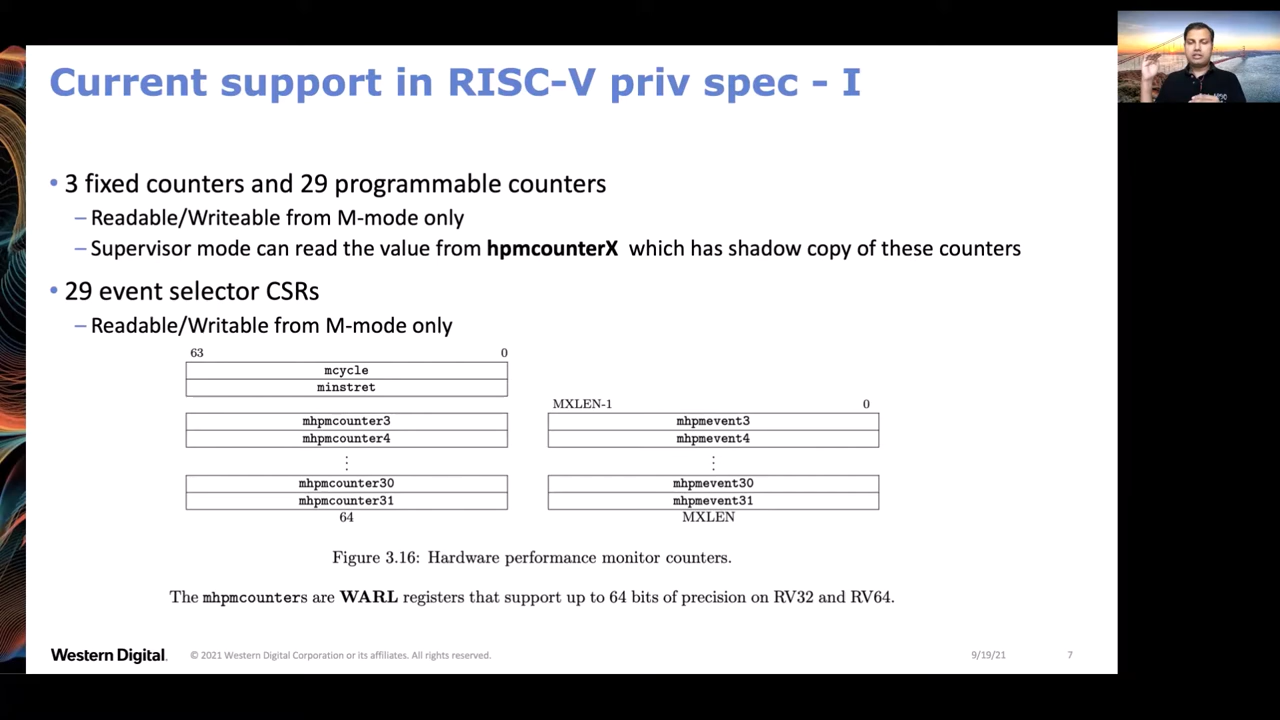 Current support in RISC-V priv spec - I
• 3 fixed counters and 29 programmable counters
– Readable/Writeable from M-mode only
– Supervisor mode can read the value from hpmcounterX which has shadow copy of these counters
• 29 event selector CSRs
– Readable/Writable from M-mode only
63 0
mcycle
minstret
mhpmcounter3
mhpmcounter4
⋮
mhpmcounter30
mhpmcounter31
64
MXLEN-1 0
mhpmevent3
mhpmevent4
⋮
mhpmevent30
mhpmevent31
MXLEN
Figure 3.16: Hardware performance monitor counters.
The mhpmcounters are WARL registers that support up to 64 bits of precision on RV32 and RV64.
Western Digital. © 2021 Western Digital Corporation or its affiliates. All rights reserved. 9/19/21 7